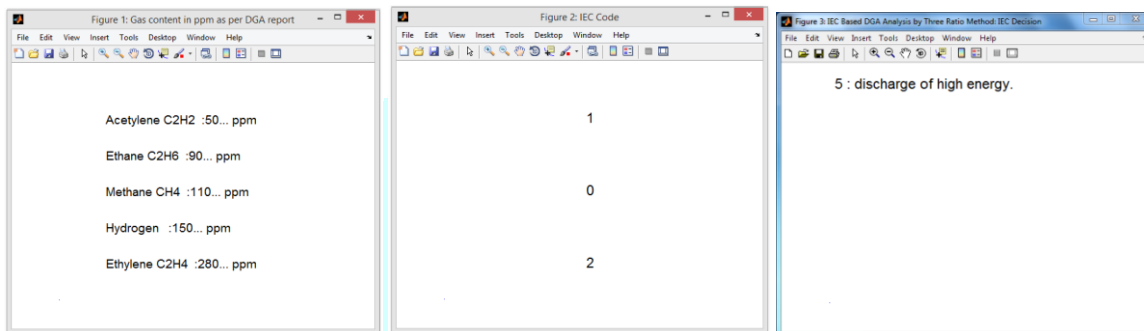 Figure 1: Gas content in ppm as per DGA report
File Edit View Insert Tools Desktop Window Help
Acetylene C2H2 :50... ppm
Ethane C2H6 :90... ppm
Methane CH4 :110... ppm
Hydrogen :150... ppm
Ethylene C2H4 :280... ppm
Figure 2: IEC Code
File Edit View Insert Tools Desktop Window Help
1
0
2
Figure 3: IEC Based DGA Analysis by Three Ratio Method: IEC Decision
File Edit View Insert Tools Desktop Window Help
5 : discharge of high energy.